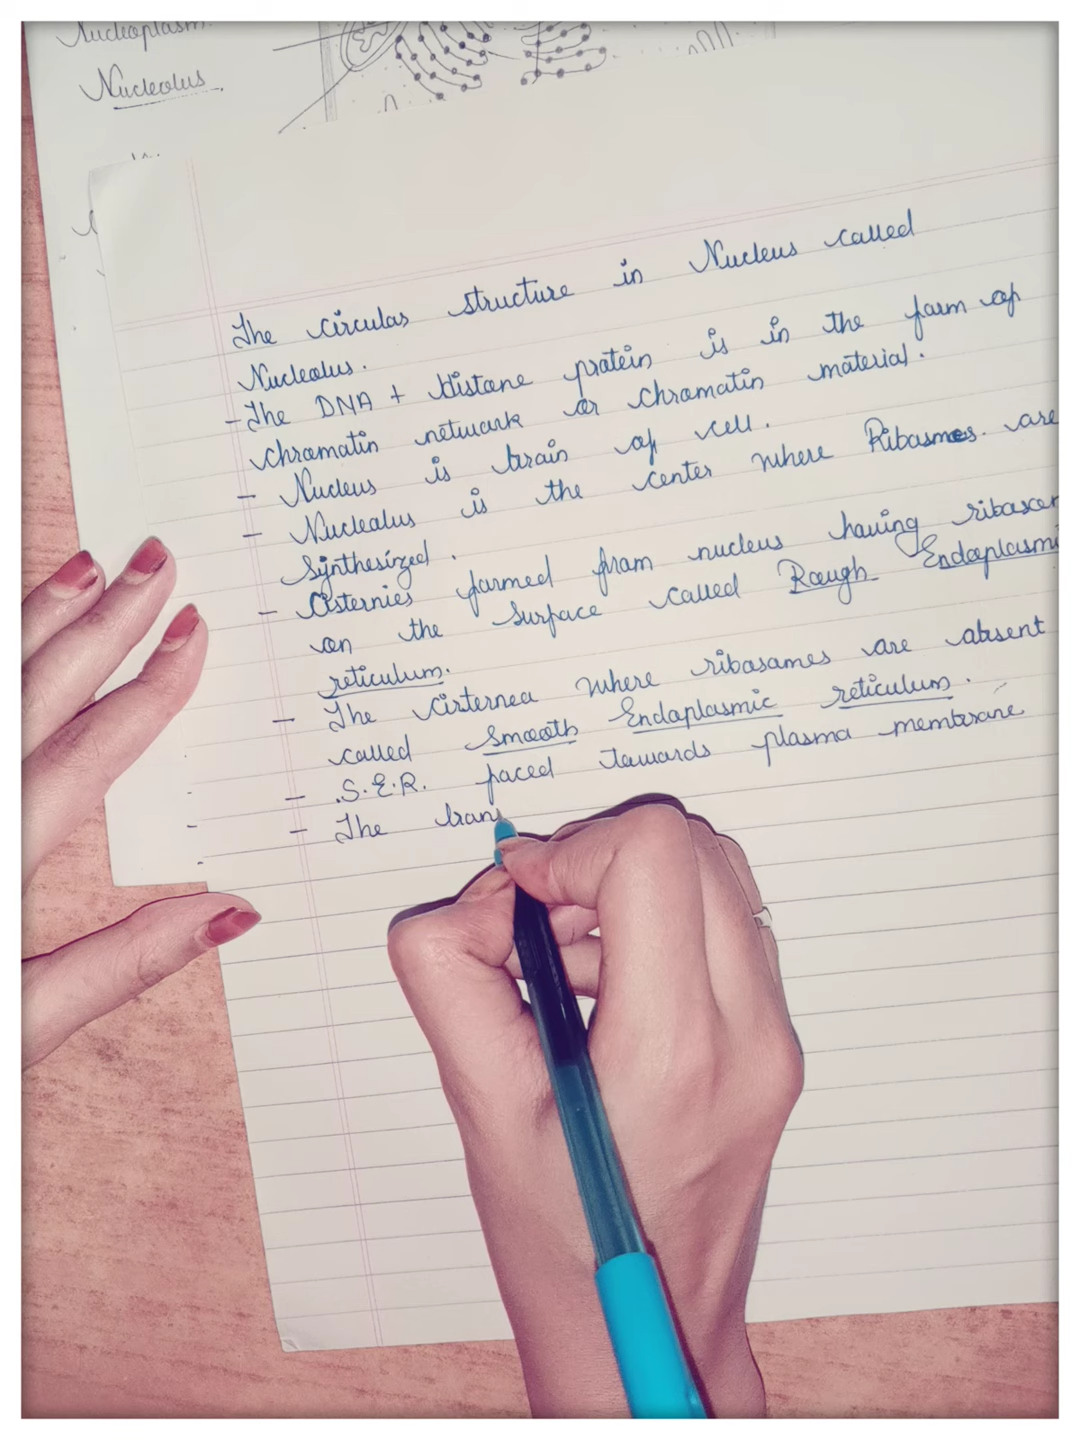 Nucleoplasm
Nucleolus
The circular structure in Nucleus called
Nucleolus.
- The DNA + Histone protein is in the form of
chromatin network or chromatin material.
- Nucleus is brain of cell.
- Nucleolus is the center where Ribosomes are
Synthesized.
- Cisternies formed from nucleus having
on the surface called Rough Endoplasmi
reticulum.
- The cisternea where ribosomes are absent
called smooth Endoplasmic reticulum.
- S.E.R. faced towards plasma membrane
- The tran